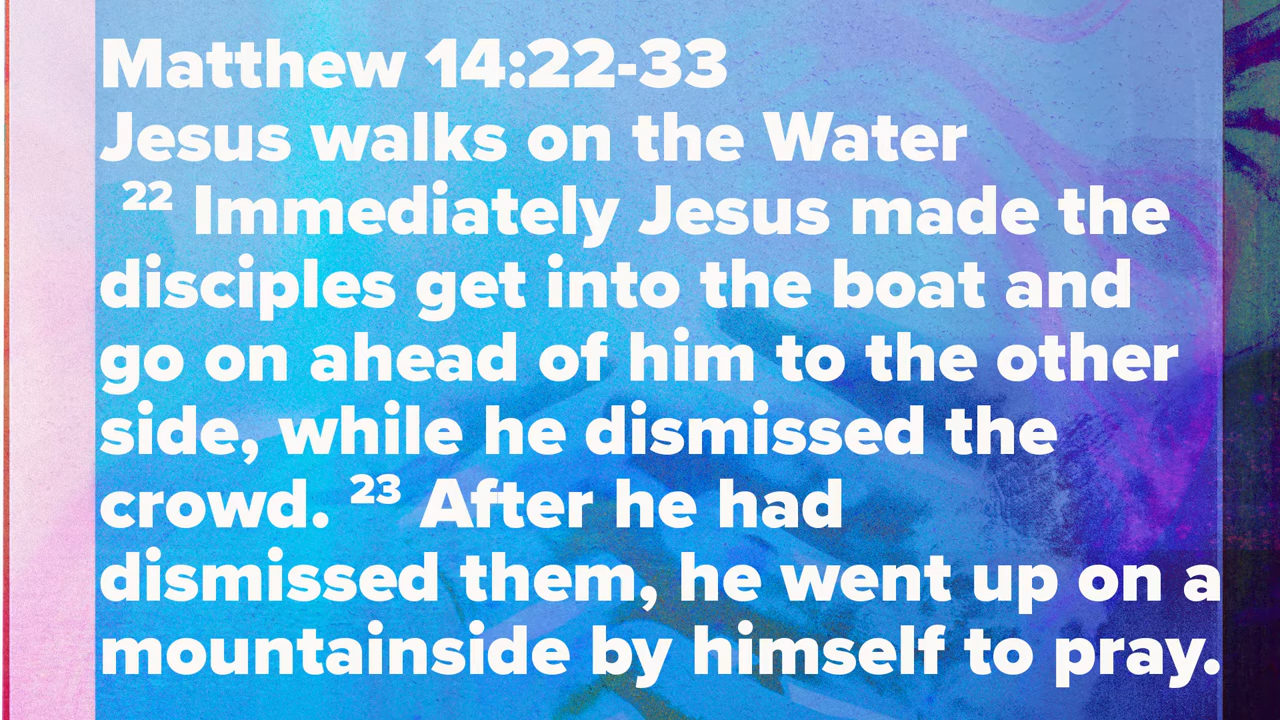 Matthew 14:22-33
Jesus walks on the Water
²² Immediately Jesus made the
disciples get into the boat and
go on ahead of him to the other
side, while he dismissed the
crowd. ²³ After he had
dismissed them, he went up on a
mountainside by himself to pray.